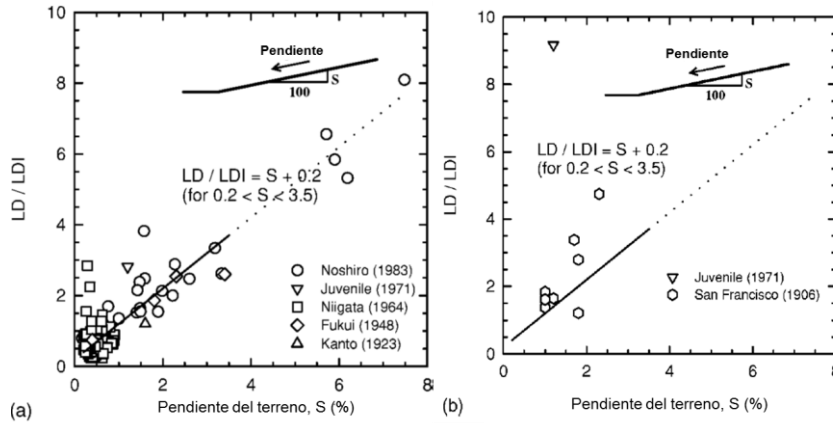 10
8
6
4
2
0
LD / LDI
Pendiente
S
100
LD / LDI = S + 0.2
(for 0.2 < S < 3.5)
Noshiro (1983)
Juvenile (1971)
Niigata (1964)
Fukui (1948)
Kanto (1923)
0 2 4 6 8
(a)
Pendiente del terreno, S (%)
10
8
6
4
2
0
LD / LDI
Pendiente
S
100
LD / LDI = S + 0.2
(for 0.2 < S < 3.5)
Juvenile (1971)
San Francisco (1906)
0 2 4 6 8
(b)
Pendiente del terreno, S (%)